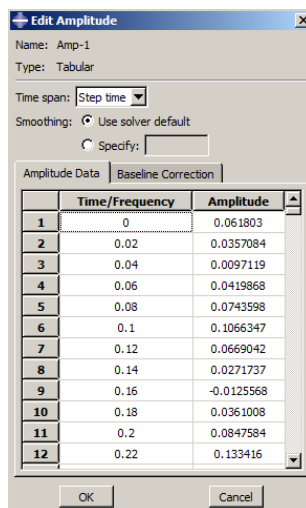 Edit Amplitude
Name: Amp-1
Type: Tabular
Time span: Step time
Smoothing: Use solver default
Specify:
Amplitude Data Baseline Correction
Time/Frequency Amplitude
1 0 0.061803
2 0.02 0.0357084
3 0.04 0.0097119
4 0.06 0.0419868
5 0.08 0.0743598
6 0.1 0.1066347
7 0.12 0.0669042
8 0.14 0.0271737
9 0.16 -0.0125568
10 0.18 0.0361008
11 0.2 0.0847584
12 0.22 0.133416
OK Cancel